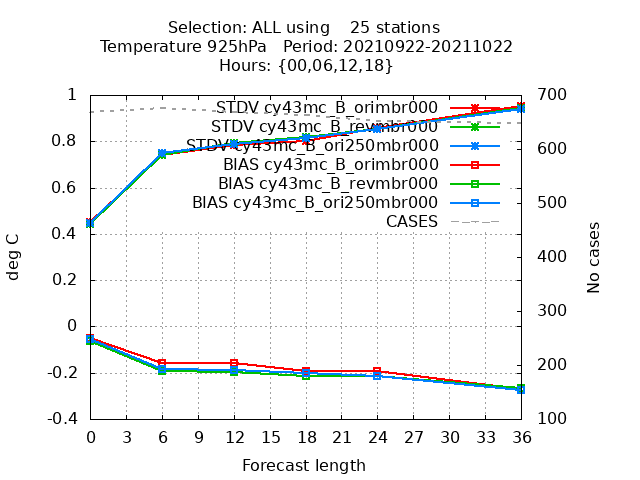 Selection: ALL using    25 stations
Temperature 925hPa   Period: 20210922-20211022
Hours: {00,06,12,18}
1
0.8
0.6
0.4
0.2
0
-0.2
-0.4
deg C
STDV cy43mc_B_orimbr000
STDV cy43mc_B_revmbr000
STDV cy43mc_B_ori250mbr000
BIAS cy43mc_B_orimbr000
BIAS cy43mc_B_revmbr000
BIAS cy43mc_B_ori250mbr000
CASES
700
600
500
400
300
200
100
No cases
0 3 6 9 12 15 18 21 24 27 30 33 36
Forecast length